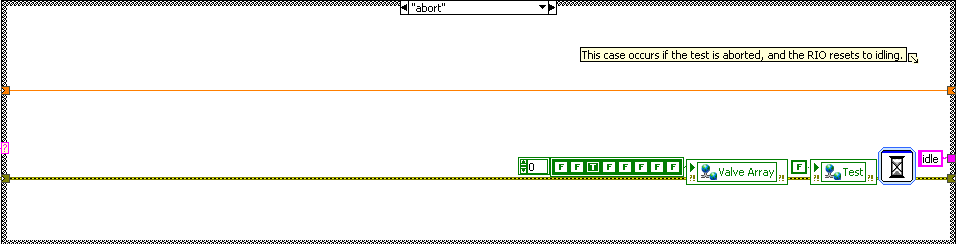 "abort"
This case occurs if the test is aborted, and the RIO resets to idling.
?
idle
0 F F T F F F F F Valve Array F Test
?! ?! ?! ?!